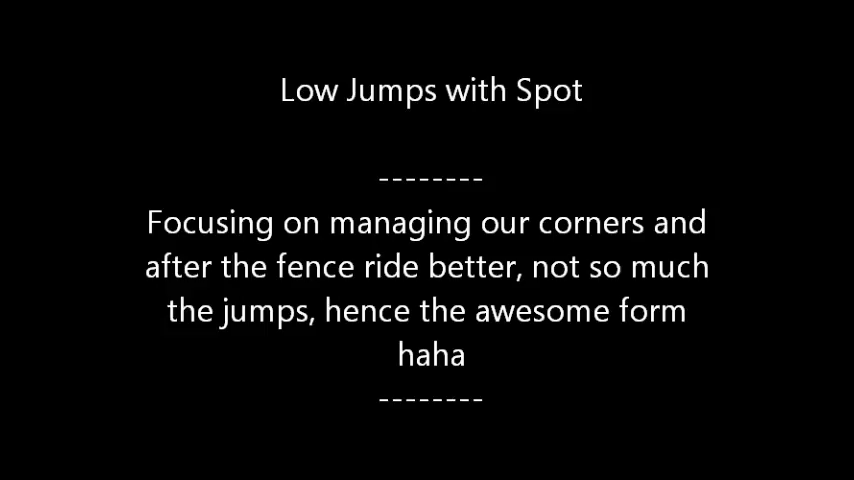 Low Jumps with Spot
--------
Focusing on managing our corners and
after the fence ride better, not so much
the jumps, hence the awesome form
haha
--------